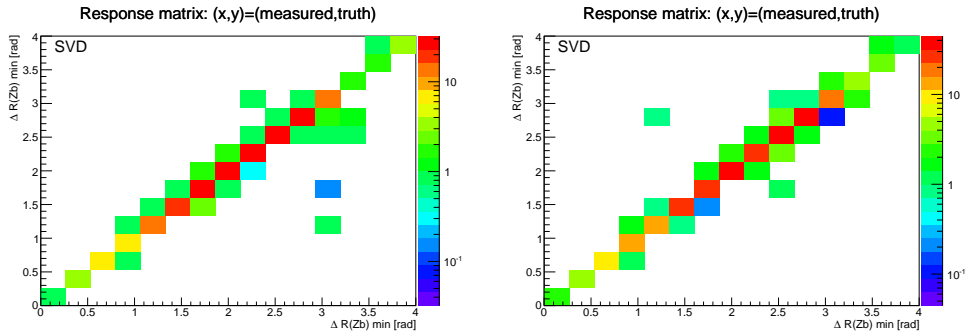 Response matrix: (x,y)=(measured,truth)
Δ R(Zb) min [rad]
SVD
4
3.5
3
2.5
2
1.5
1
0.5
0
0 0.5 1 1.5 2 2.5 3 3.5 4
Δ R(Zb) min [rad]
10
1
10⁻¹
Response matrix: (x,y)=(measured,truth)
Δ R(Zb) min [rad]
SVD
4
3.5
3
2.5
2
1.5
1
0.5
0
0 0.5 1 1.5 2 2.5 3 3.5 4
Δ R(Zb) min [rad]
10
1
10⁻¹